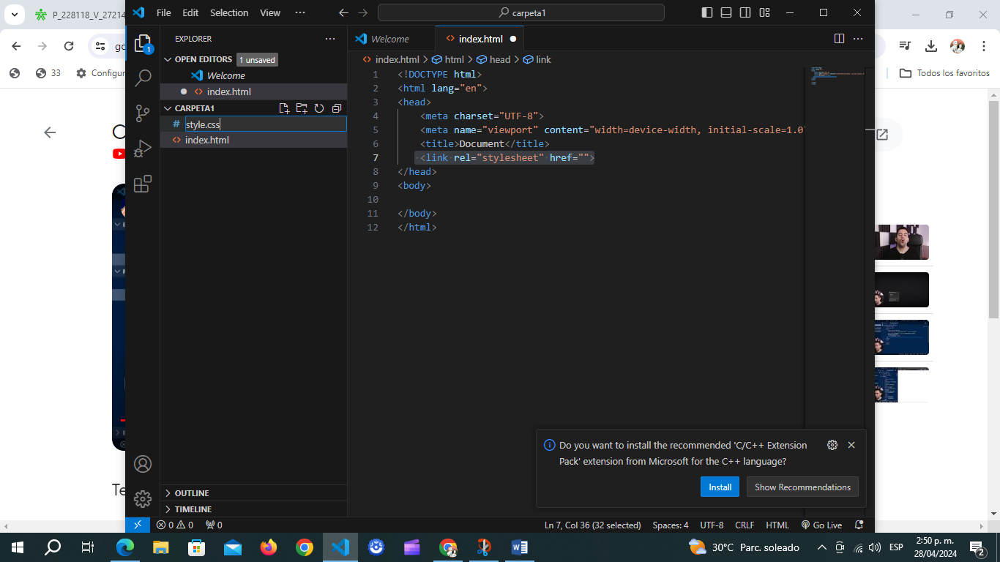 P_228118_V_27214
File Edit Selection View ···
carpeta1
EXPLORER
Welcome
index.html
OPEN EDITORS 1 unsaved
Welcome
index.html
CARPETA1
style.css
index.html
index.html > html > head > link
1 <!DOCTYPE html>
2 <html lang="en">
3 <head>
4 <meta charset="UTF-8">
5 <meta name="viewport" content="width=device-width, initial-scale=1.0"
6 <title>Document</title>
7 <link rel="stylesheet" href="">
8 </head>
9 <body>
10
11 </body>
12 </html>
1
33
Configur
Todos los favoritos
Do you want to install the recommended 'C/C++ Extension
Pack' extension from Microsoft for the C++ language?
Install Show Recommendations
OUTLINE
TIMELINE
0 0 0
Ln 7, Col 36 (32 selected) Spaces: 4 UTF-8 CRLF HTML Go Live
30°C Parc. soleado
ESP
2:50 p. m.
28/04/2024
2